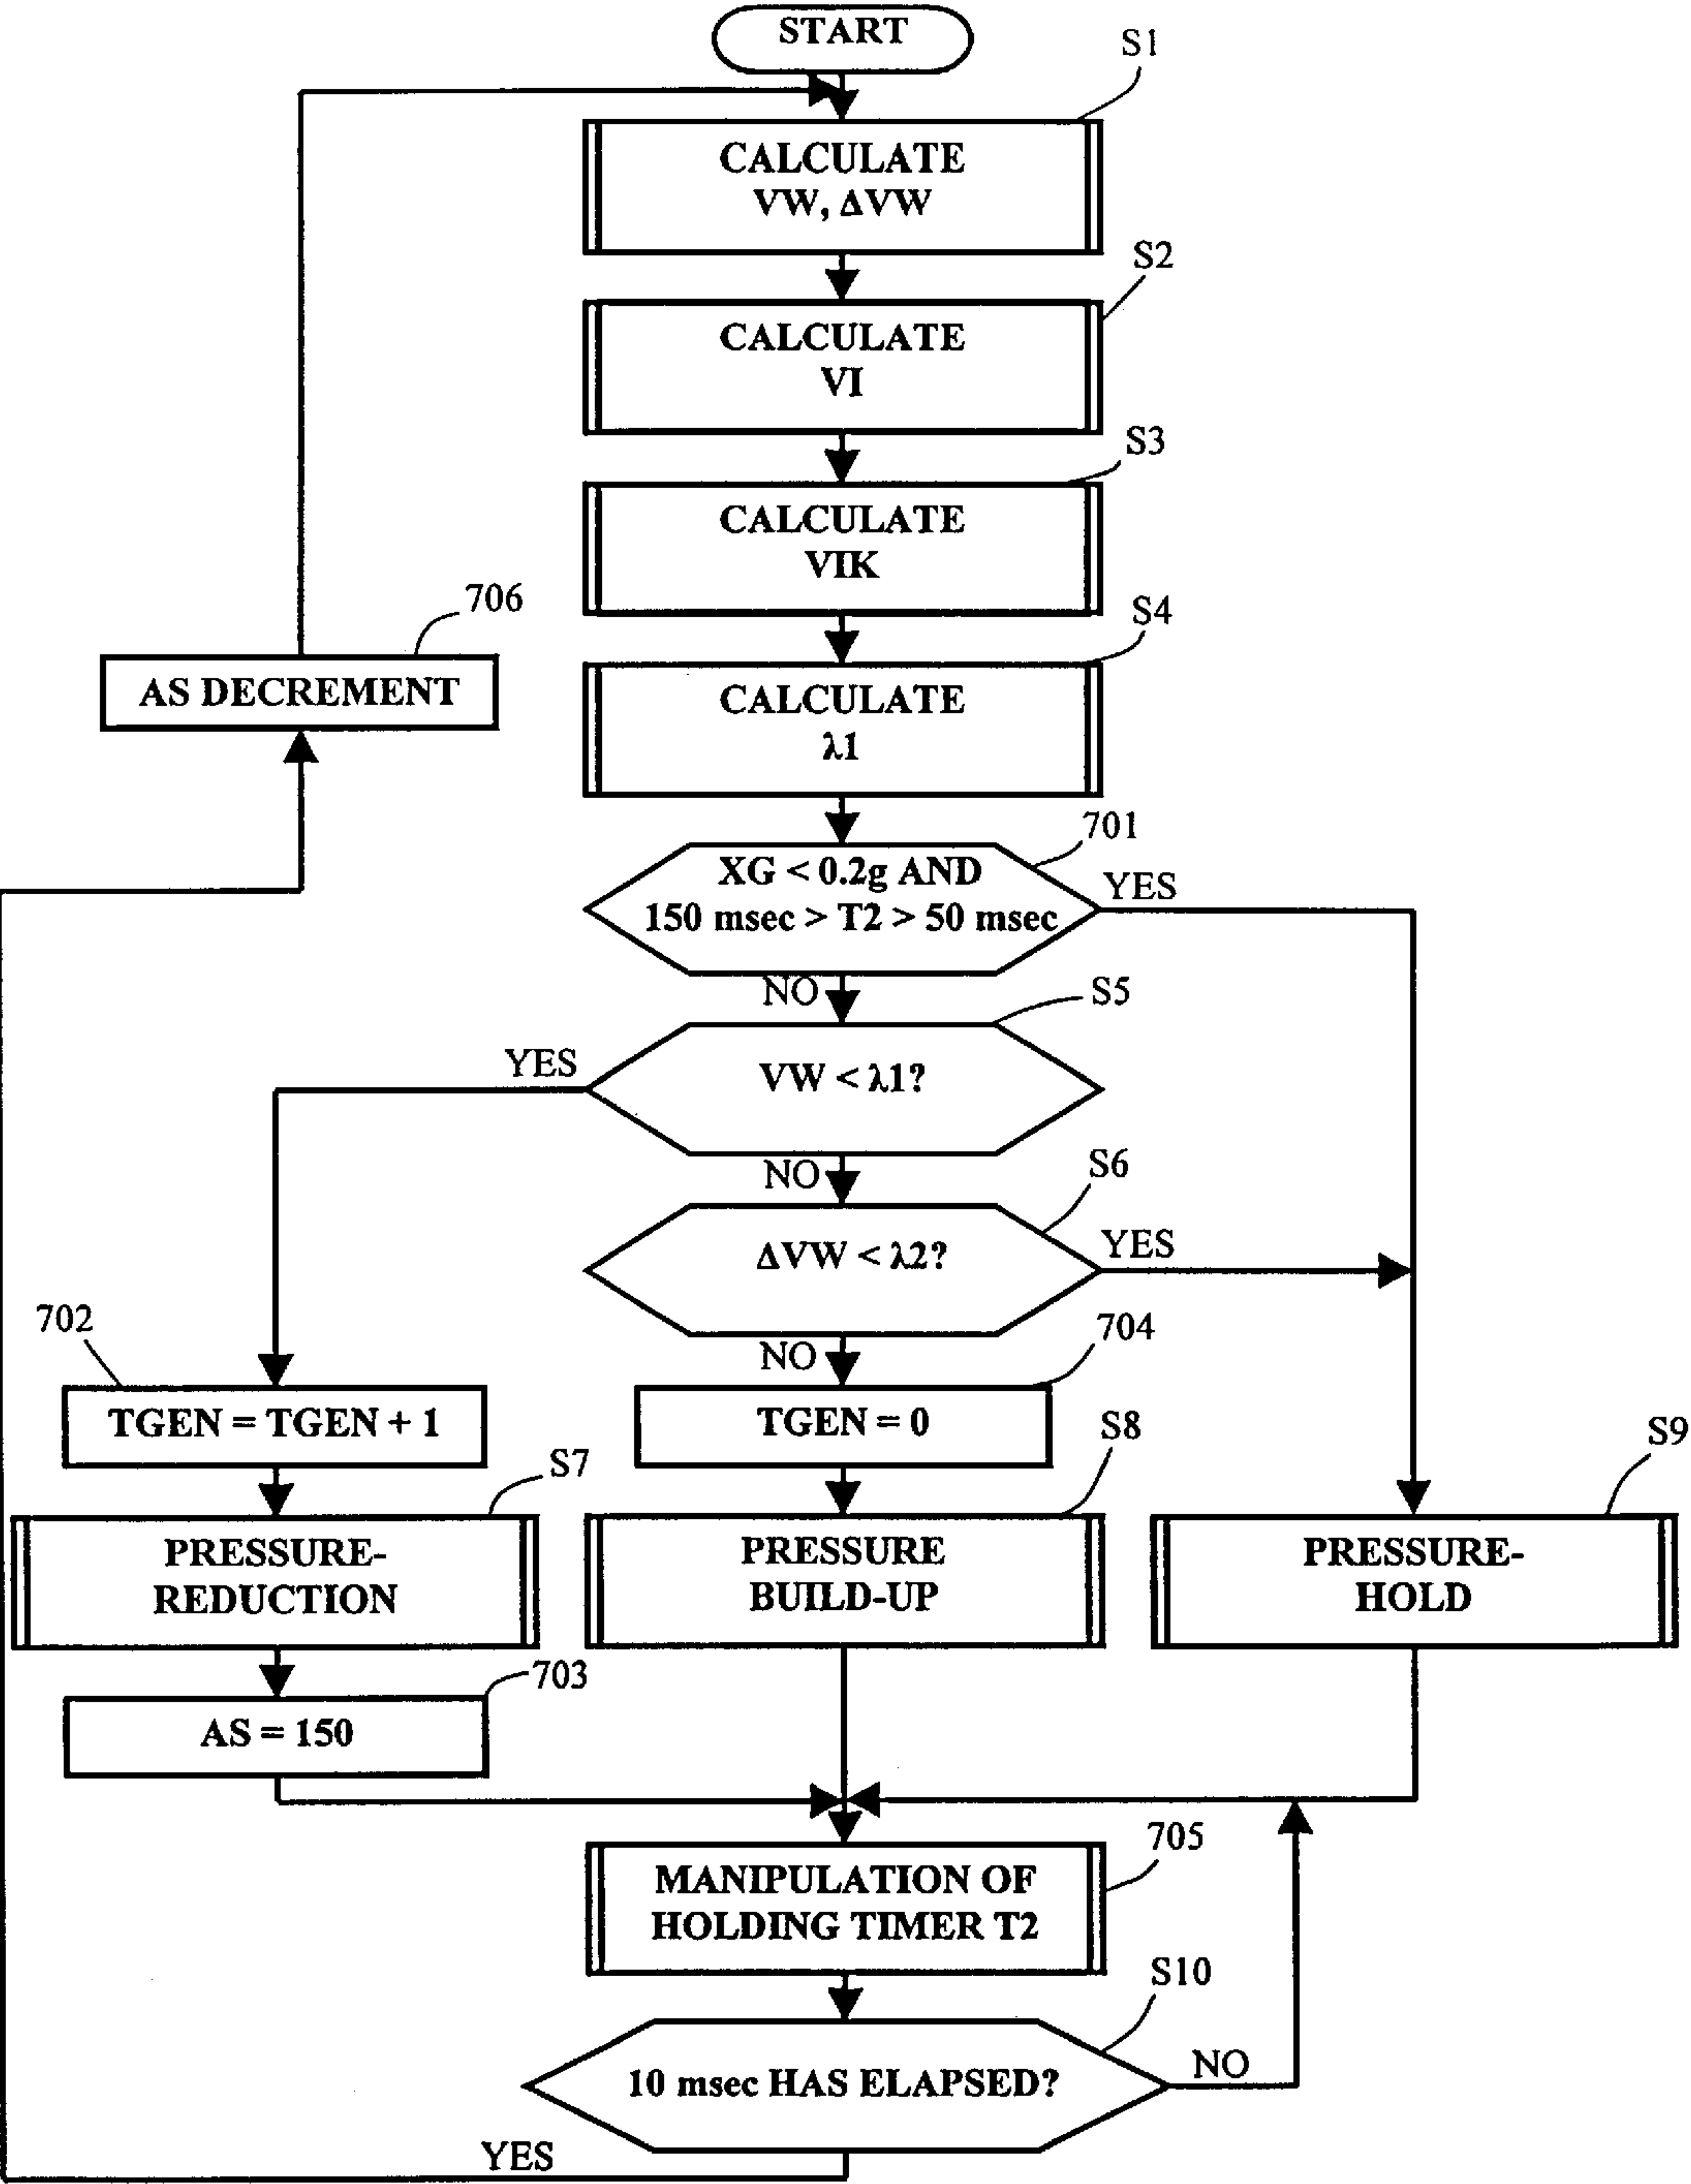 START
S1
CALCULATE
VW, ΔVW
S2
CALCULATE
VI
S3
CALCULATE
VIK
706
AS DECREMENT
S4
CALCULATE
λ1
701
XG < 0.2g AND
150 msec > T2 > 50 msec
YES
NO
S5
VW < λ1?
YES
NO
S6
ΔVW < λ2?
YES
NO
702
TGEN = TGEN + 1
704
TGEN = 0
S7
PRESSURE-
REDUCTION
S8
PRESSURE
BUILD-UP
S9
PRESSURE-
HOLD
703
AS = 150
705
MANIPULATION OF
HOLDING TIMER T2
S10
10 msec HAS ELAPSED?
NO
YES